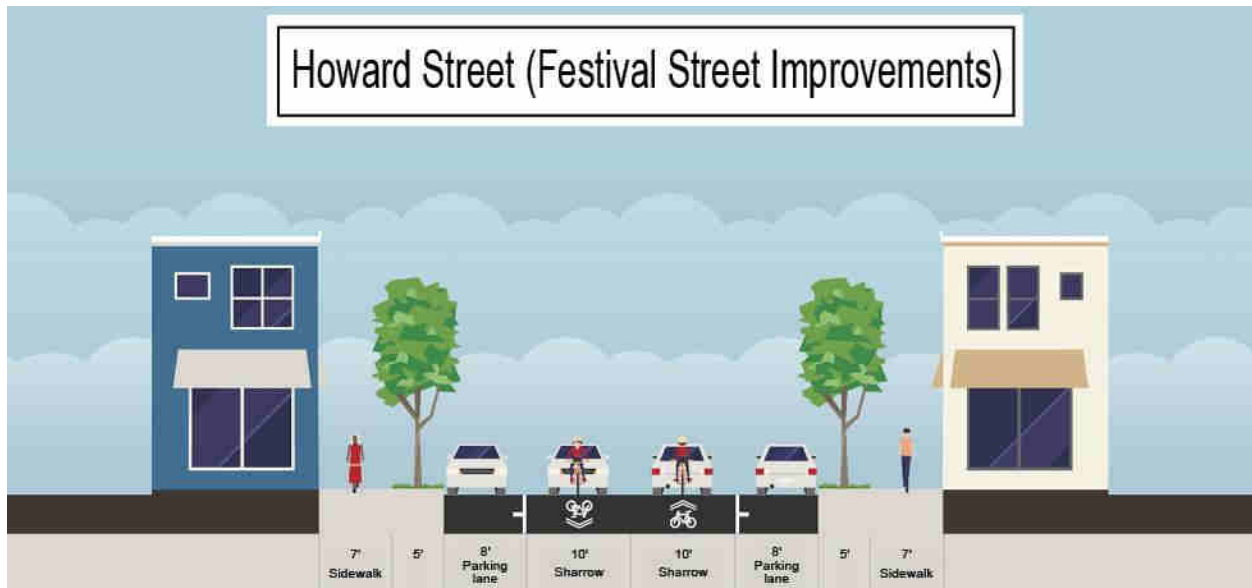 Howard Street (Festival Street Improvements)
7' 5' 8' 10' 10' 8' 5' 7'
Sidewalk Parking Sharrow Sharrow Parking Sidewalk
lane lane